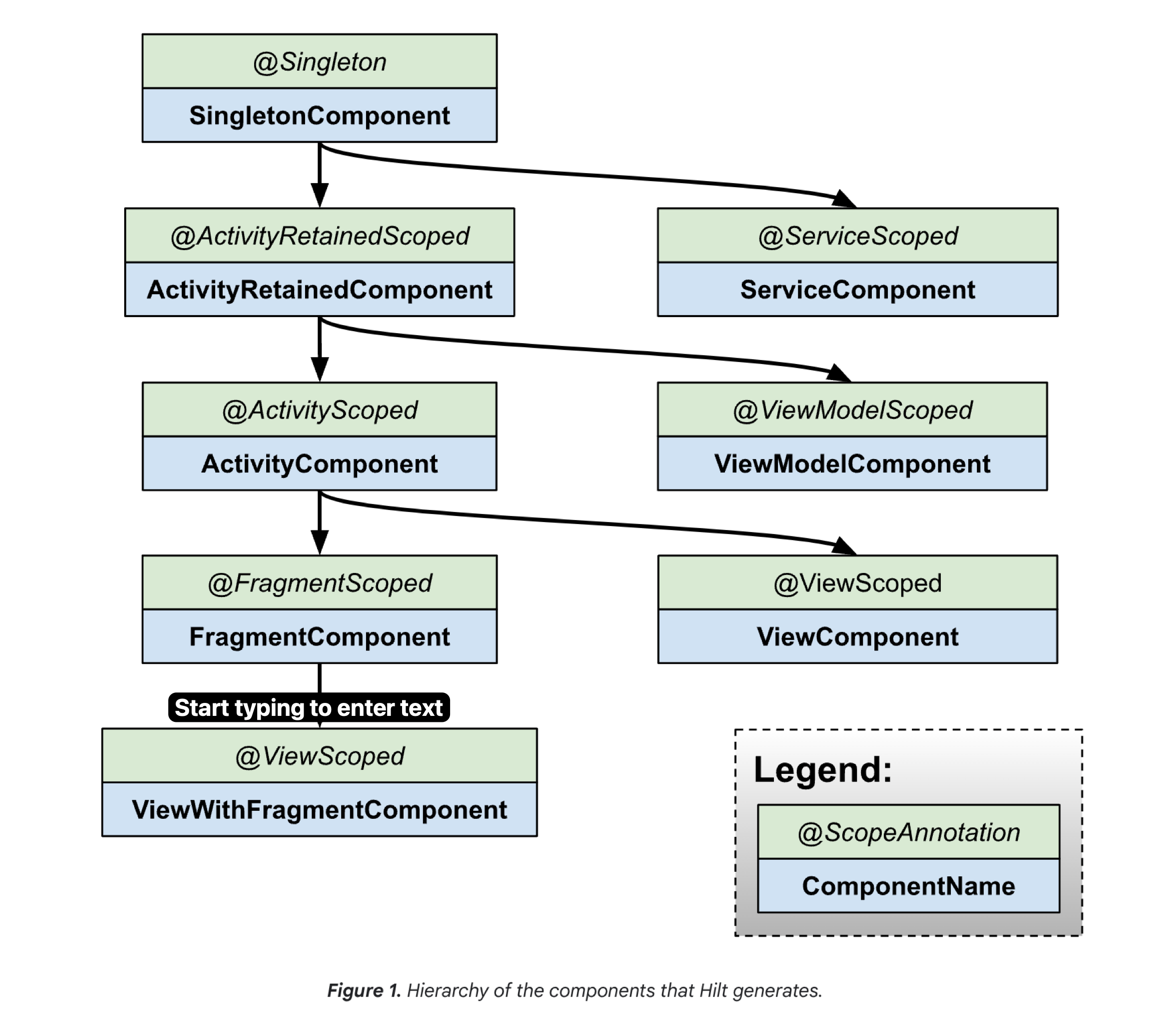 @Singleton
SingletonComponent
@ActivityRetainedScoped
@ServiceScoped
ActivityRetainedComponent
ServiceComponent
@ActivityScoped
@ViewModelScoped
ActivityComponent
ViewModelComponent
@FragmentScoped
@ViewScoped
FragmentComponent
ViewComponent
Start typing to enter text
@ViewScoped
ViewWithFragmentComponent
Legend:
@ScopeAnnotation
ComponentName
Figure 1. Hierarchy of the components that Hilt generates.